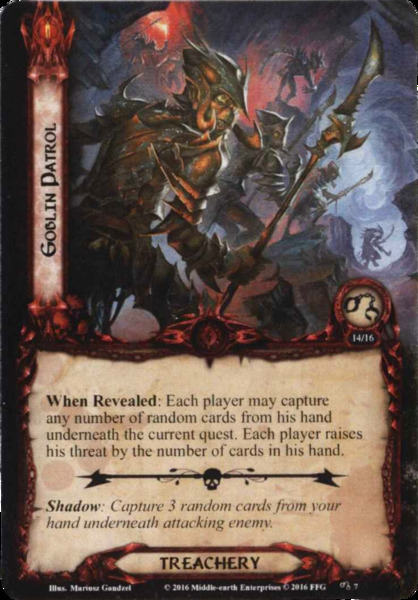 GOBLIN PATROL
14/16
When Revealed: Each player may capture
any number of random cards from his hand
underneath the current quest. Each player raises
his threat by the number of cards in his hand.
Shadow: Capture 3 random cards from your
hand underneath attacking enemy.
TREACHERY
Illus. Mariusz Gandzel © 2016 Middle-earth Enterprises © 2016 FFG 7